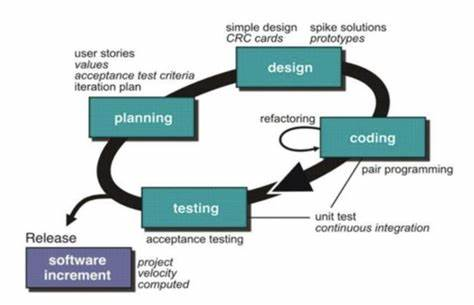 simple design
CRC cards
spike solutions
prototypes
user stories
values
acceptance test criteria
iteration plan
design
planning
refactoring
coding
pair programming
testing
unit test
continuous integration
acceptance testing
Release
software
increment
project
velocity
computed